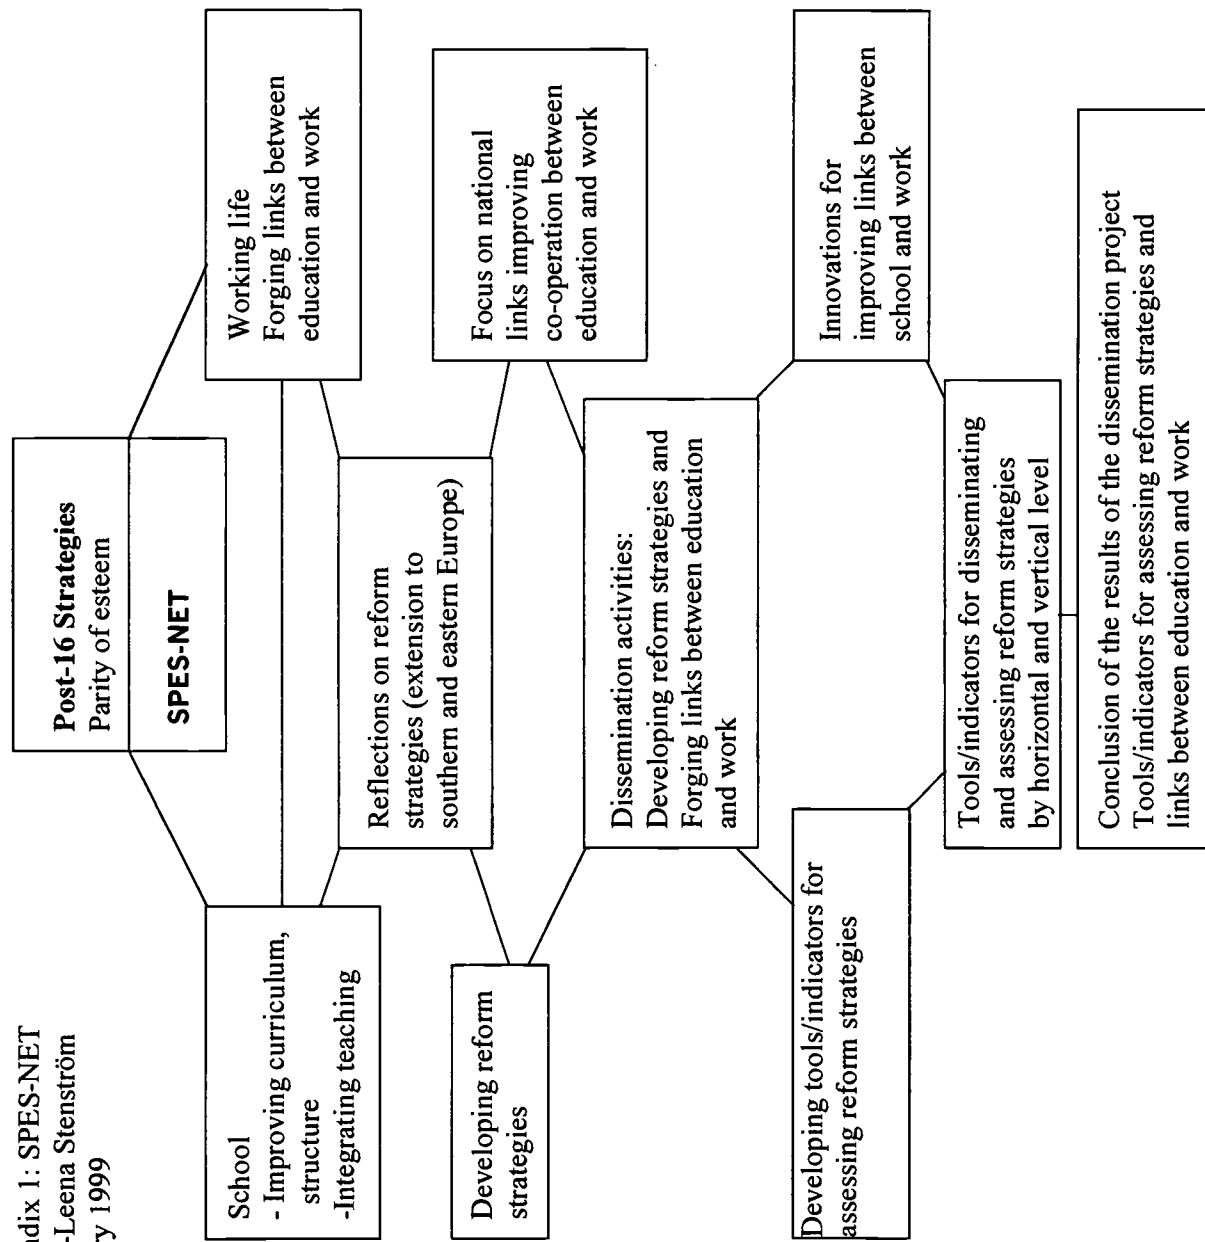 ndix 1: SPES-NET
-Leena Stenström
ry 1999
Post-16 Strategies
Parity of esteem
SPES-NET
School
- Improving curriculum,
structure
-Integrating teaching
Working life
Forging links between
education and work
Reflections on reform
strategies (extension to
southern and eastern Europe)
Developing reform
strategies
Focus on national
links improving
co-operation between
education and work
Dissemination activities:
Developing reform strategies and
Forging links between education
and work
Developing tools/indicators for
assessing reform strategies
Innovations for
improving links between
school and work
Tools/indicators for disseminating
and assessing reform strategies
by horizontal and vertical level
Conclusion of the results of the dissemination project
Tools/indicators for assessing reform strategies and
links between education and work